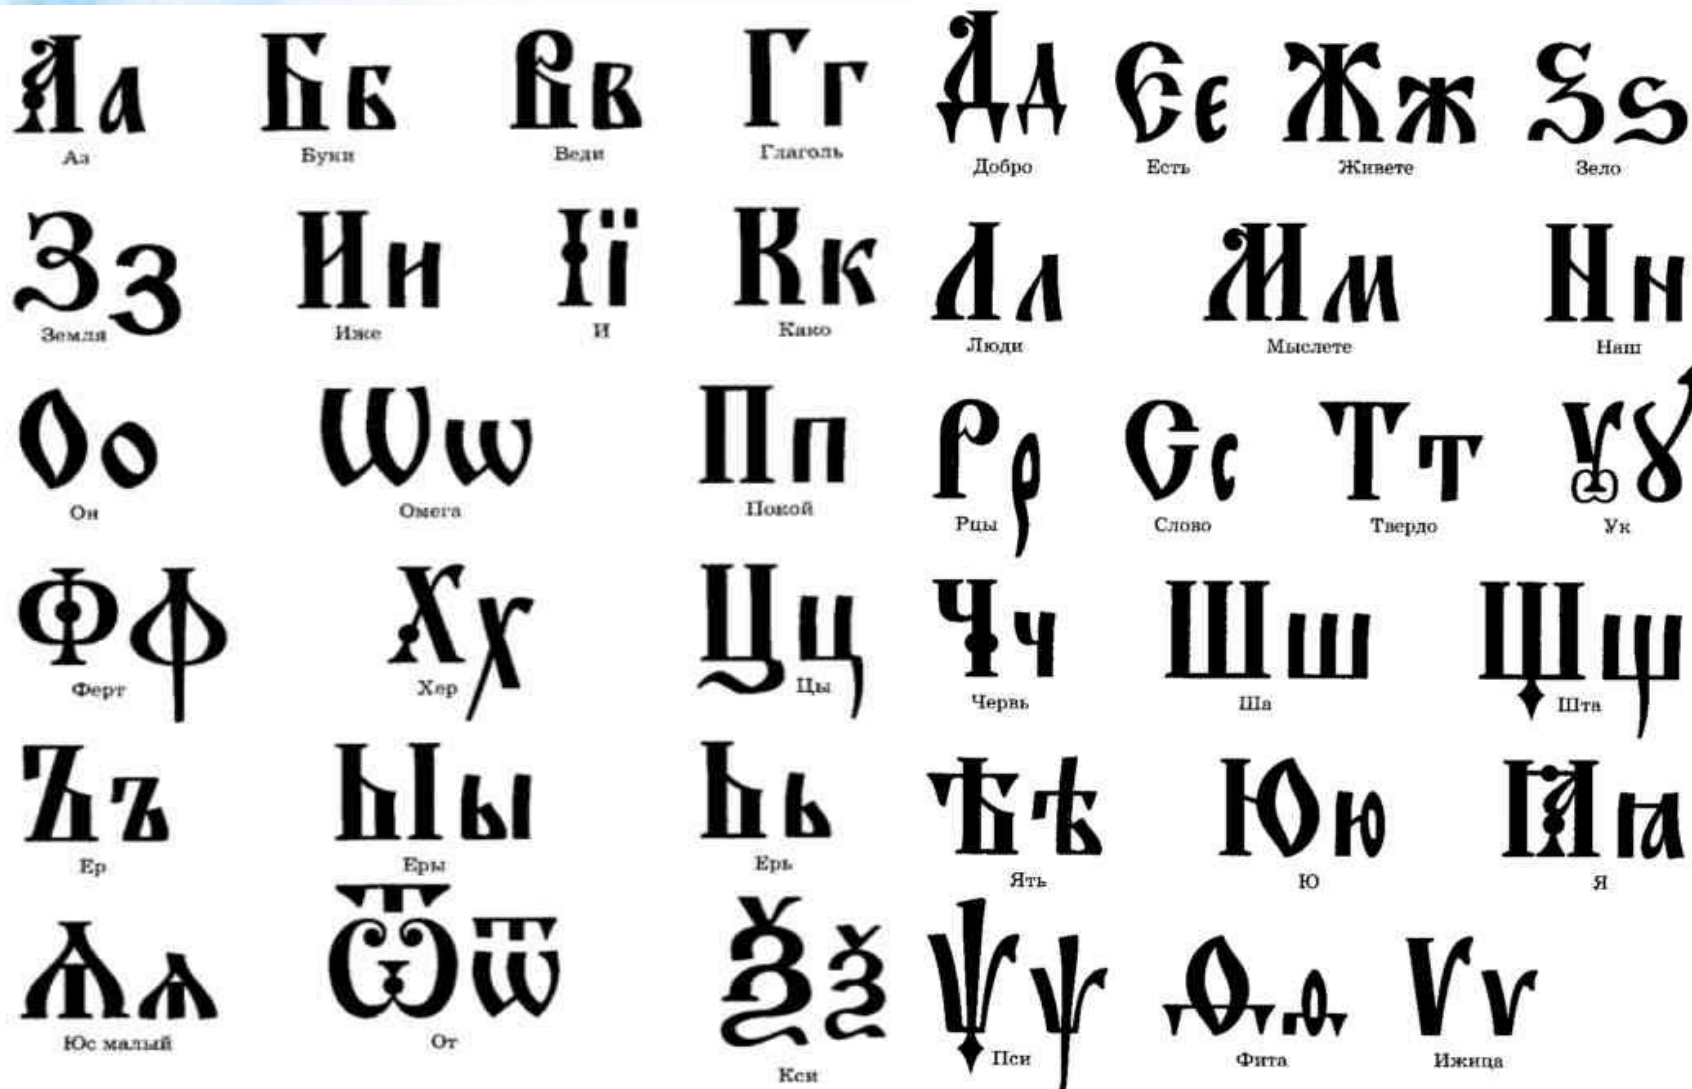 Аа Бб Вв Гг Дд Єє Жж Ѕѕ
Аз Буки Веди Глаголь Добро Есть Живете Зело
Зз Ии Її Кк Лл Мм Нн
Земля Иже И Како Люди Мыслете Наш
Оо Ѡѡ Пп Рр Сс Тт Ѹꙋ
Он Омега Покой Рцы Слово Твердо Ук
Фф Хх Цц Чч Шш Щщ
Ферт Хер Цы Червь Ша Шта
Ъъ Ыы Ьь Ѣѣ Юю Ꙗꙗ
Ер Еры Ерь Ять Ю Я
Ѧѧ Ѿѿ Ѯѯ Ѱѱ Ѳѳ Ѵѵ
Юс малый От Кси Пси Фита Ижица